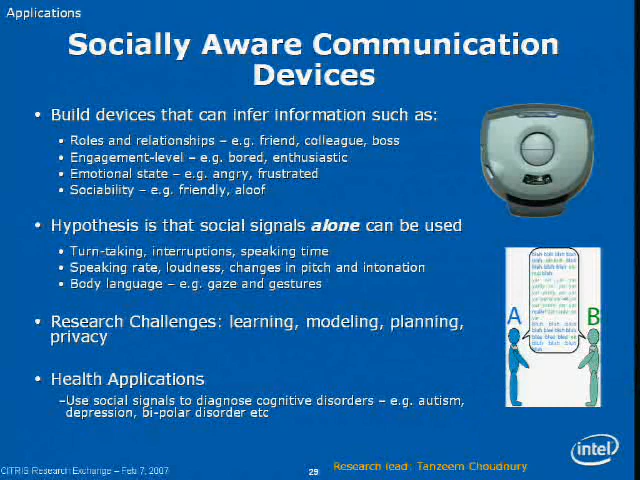 Applications
Socially Aware Communication
Devices
• Build devices that can infer information such as:
• Roles and relationships – e.g. friend, colleague, boss
• Engagement-level – e.g. bored, enthusiastic
• Emotional state – e.g. angry, frustrated
• Sociability – e.g. friendly, aloof
• Hypothesis is that social signals alone can be used
• Turn-taking, interruptions, speaking time
• Speaking rate, loudness, changes in pitch and intonation
• Body language – e.g. gaze and gestures
• Research Challenges: learning, modeling, planning,
privacy
• Health Applications
–Use social signals to diagnose cognitive disorders – e.g. autism,
depression, bi-polar disorder etc
A
B
intel
CITRIS Research Exchange – Feb 7, 2007
29
Research lead: Tanzeem Choudhury